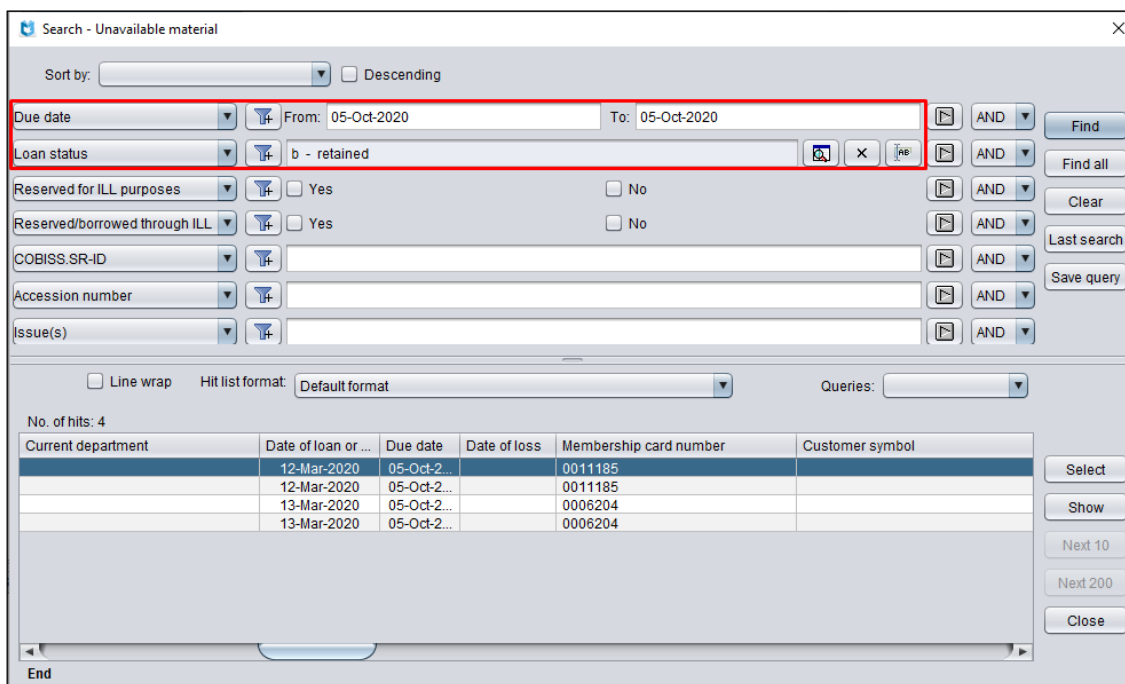 Search - Unavailable material
Sort by: Descending
Due date From: 05-Oct-2020 To: 05-Oct-2020 AND Find
Loan status b - retained AB AND Find all
Reserved for ILL purposes Yes No AND Clear
Reserved/borrowed through ILL Yes No AND Last search
COBISS.SR-ID AND Save query
Accession number AND
Issue(s) AND
Line wrap Hit list format: Default format Queries:
No. of hits: 4
Current department Date of loan or ... Due date Date of loss Membership card number Customer symbol
12-Mar-2020 05-Oct-2... 0011185 Select
12-Mar-2020 05-Oct-2... 0011185
13-Mar-2020 05-Oct-2... 0006204 Show
13-Mar-2020 05-Oct-2... 0006204
Next 10
Next 200
Close
End